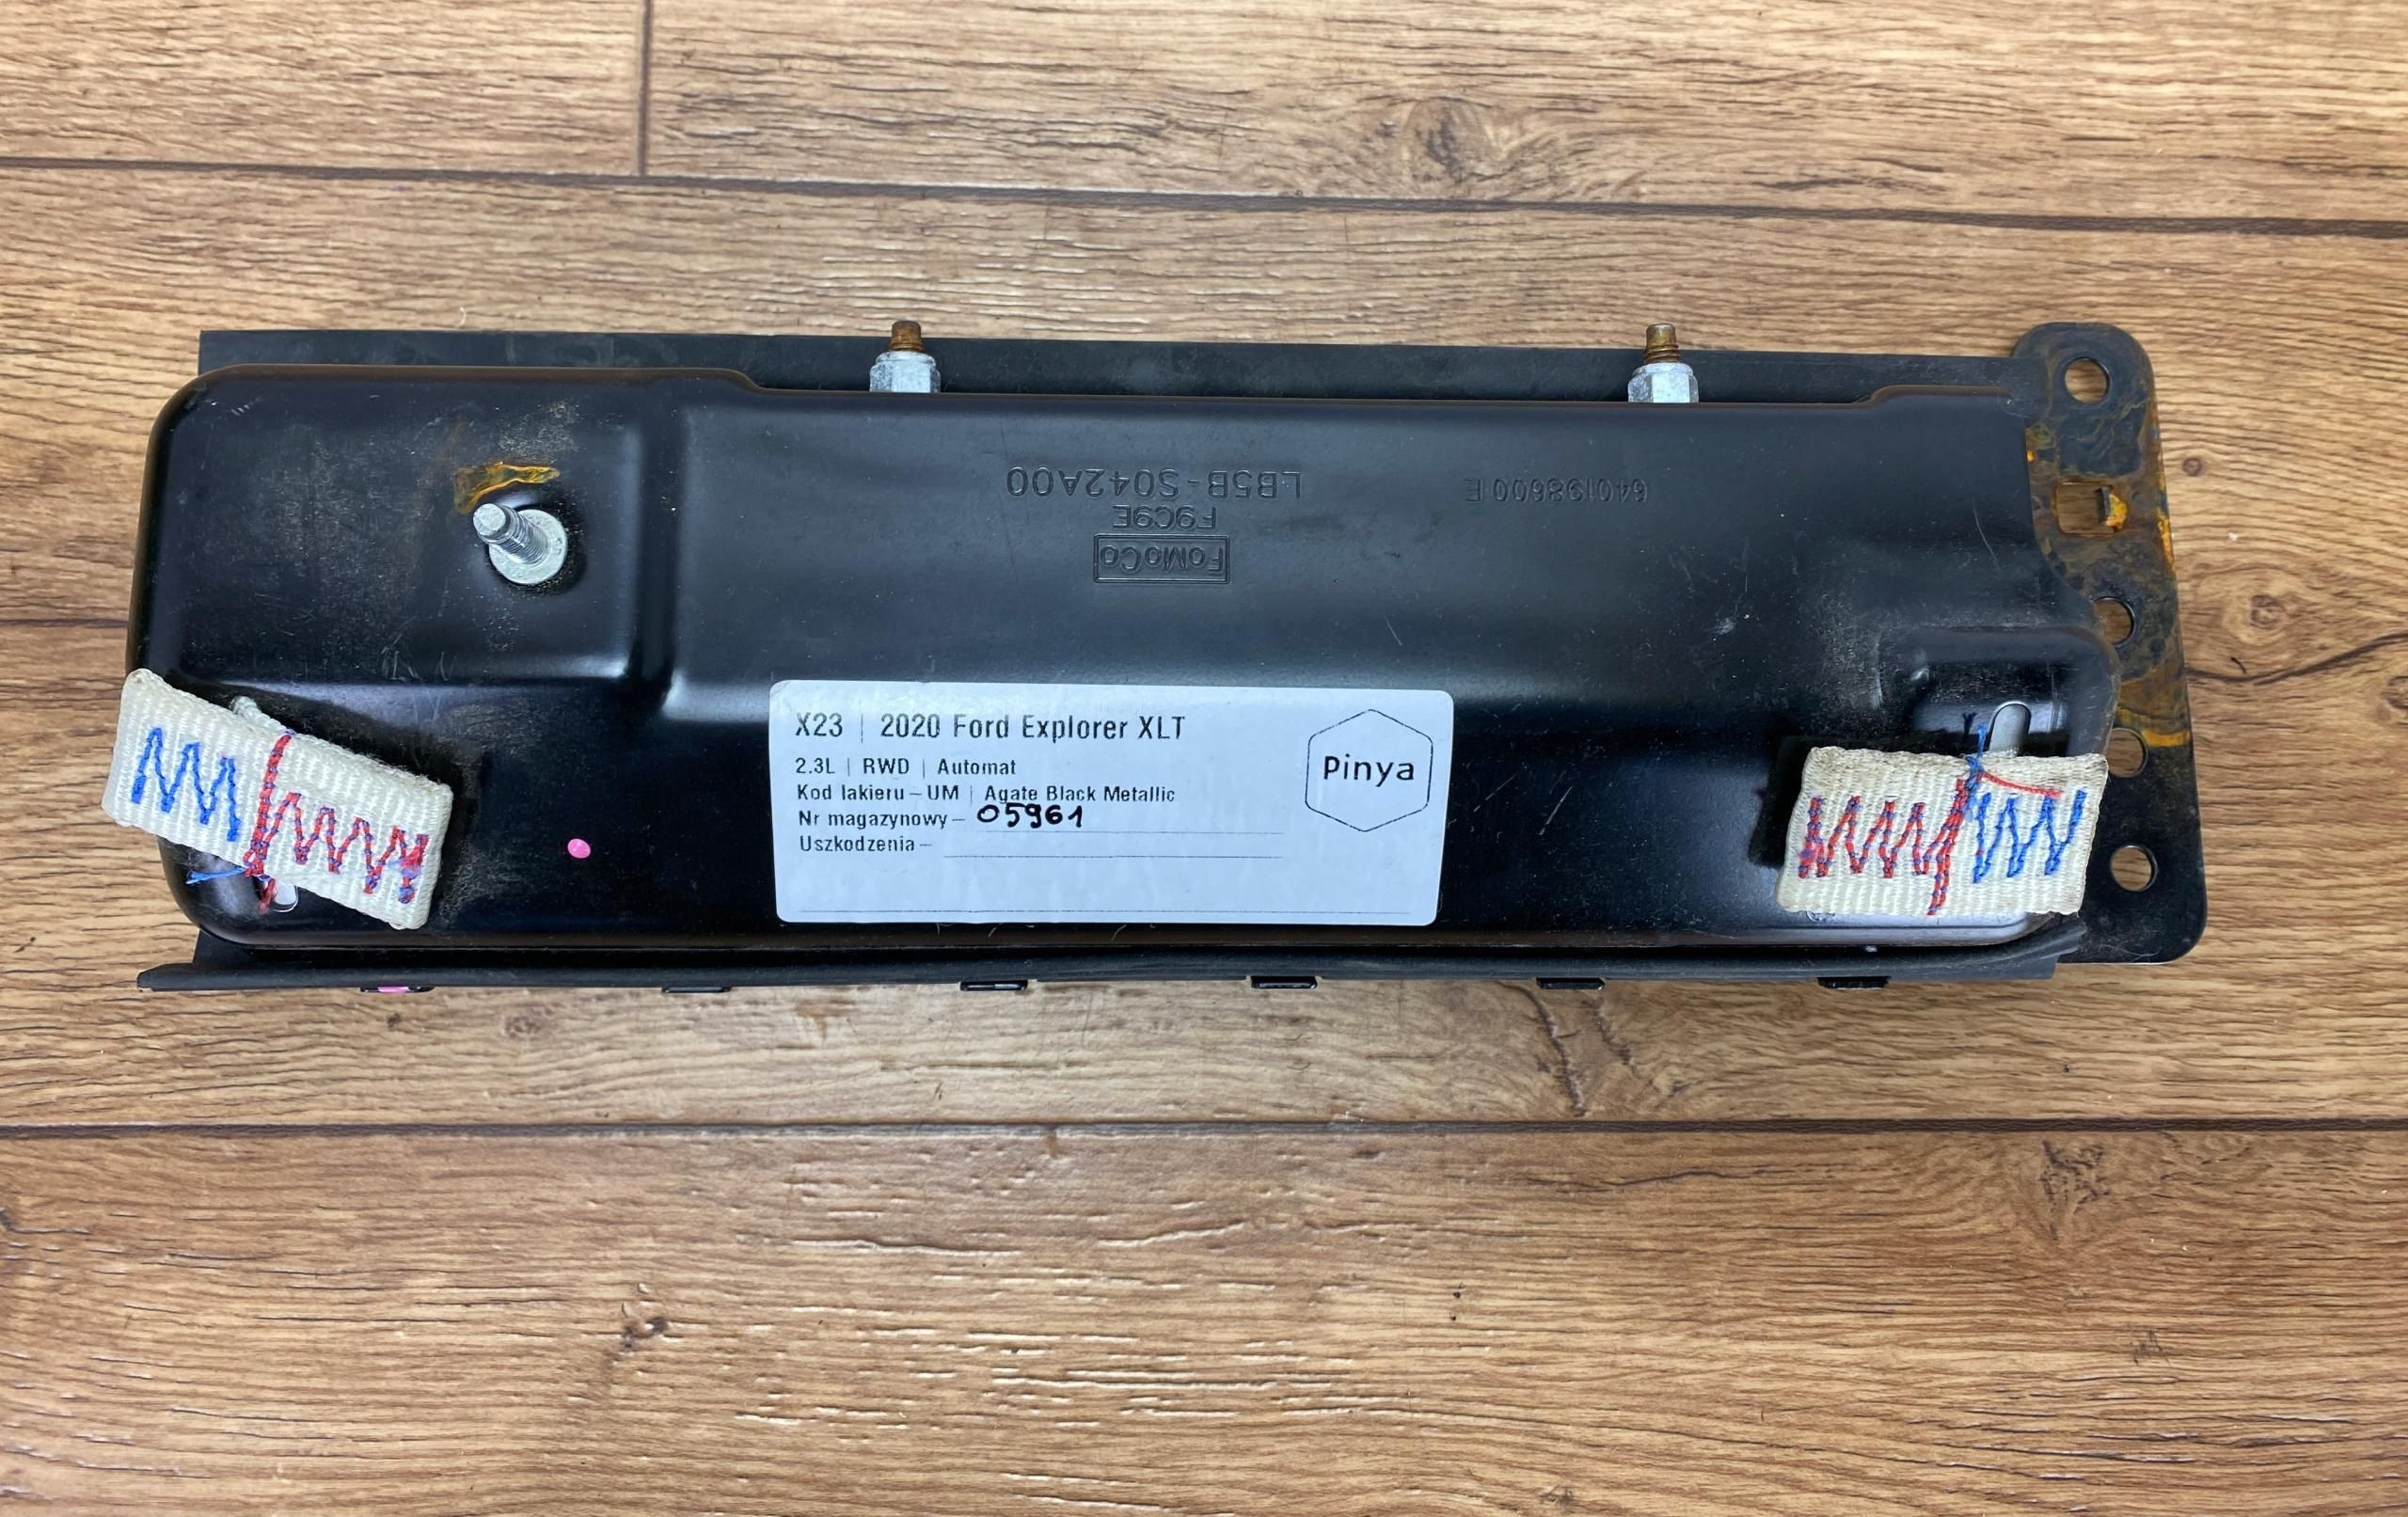 LB5B-S042A00
640198600 E
F9C9E
FoMoCo
X23 | 2020 Ford Explorer XLT
2.3L | RWD | Automat
Kod lakieru – UM | Agate Black Metallic
Nr magazynowy – 05961
Uszkodzenia –
Pinya